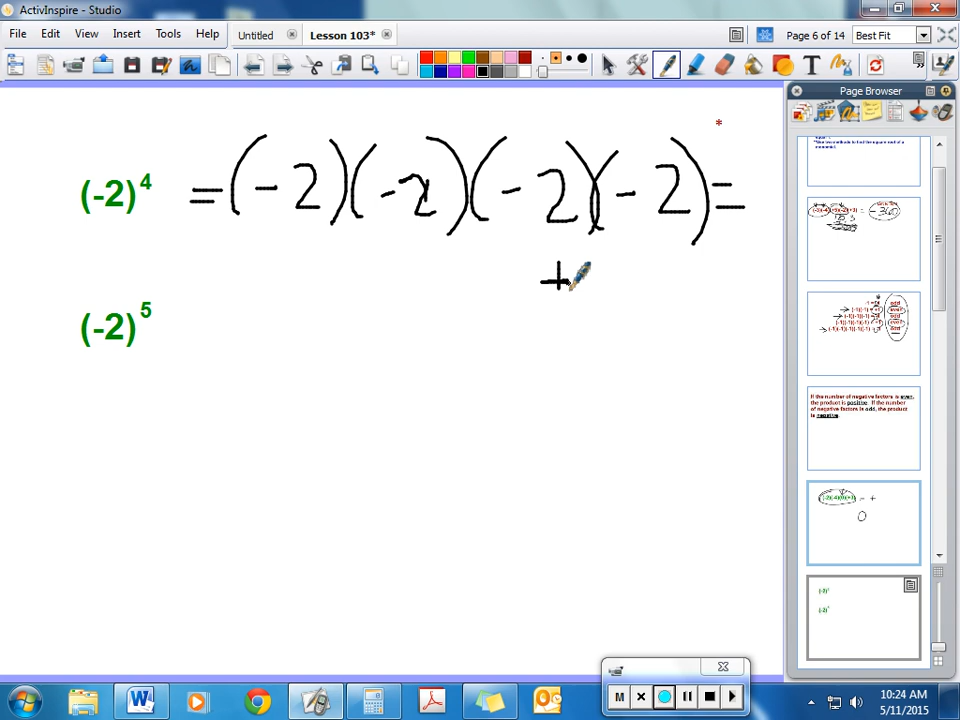 ActivInspire - Studio
File Edit View Insert Tools Help Untitled Lesson 103* Page 6 of 14 Best Fit
Page Browser
*
(-2)^4 = (-2)(-2)(-2)(-2) =
+
(-2)^5
If the number of negative factors is even,
the product is positive. If the number
of negative factors is odd, the product
is negative.
M
10:24 AM
5/11/2015